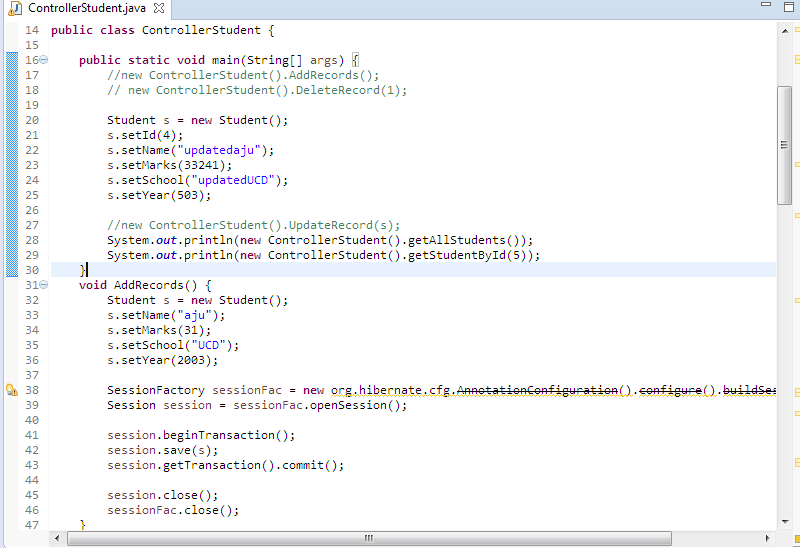 ControllerStudent.java
14 public class ControllerStudent {
15
16 public static void main(String[] args) {
17 //new ControllerStudent().AddRecords();
18 // new ControllerStudent().DeleteRecord(1);
19
20 Student s = new Student();
21 s.setId(4);
22 s.setName("updatedaju");
23 s.setMarks(33241);
24 s.setSchool("updatedUCD");
25 s.setYear(503);
26
27 //new ControllerStudent().UpdateRecord(s);
28 System.out.println(new ControllerStudent().getAllStudents());
29 System.out.println(new ControllerStudent().getStudentById(5));
30 }
31 void AddRecords() {
32 Student s = new Student();
33 s.setName("aju");
34 s.setMarks(31);
35 s.setSchool("UCD");
36 s.setYear(2003);
37
38 SessionFactory sessionFac = new org.hibernate.cfg.AnnotationConfiguration().configure().buildSes
39 Session session = sessionFac.openSession();
40
41 session.beginTransaction();
42 session.save(s);
43 session.getTransaction().commit();
44
45 session.close();
46 sessionFac.close();
47 }